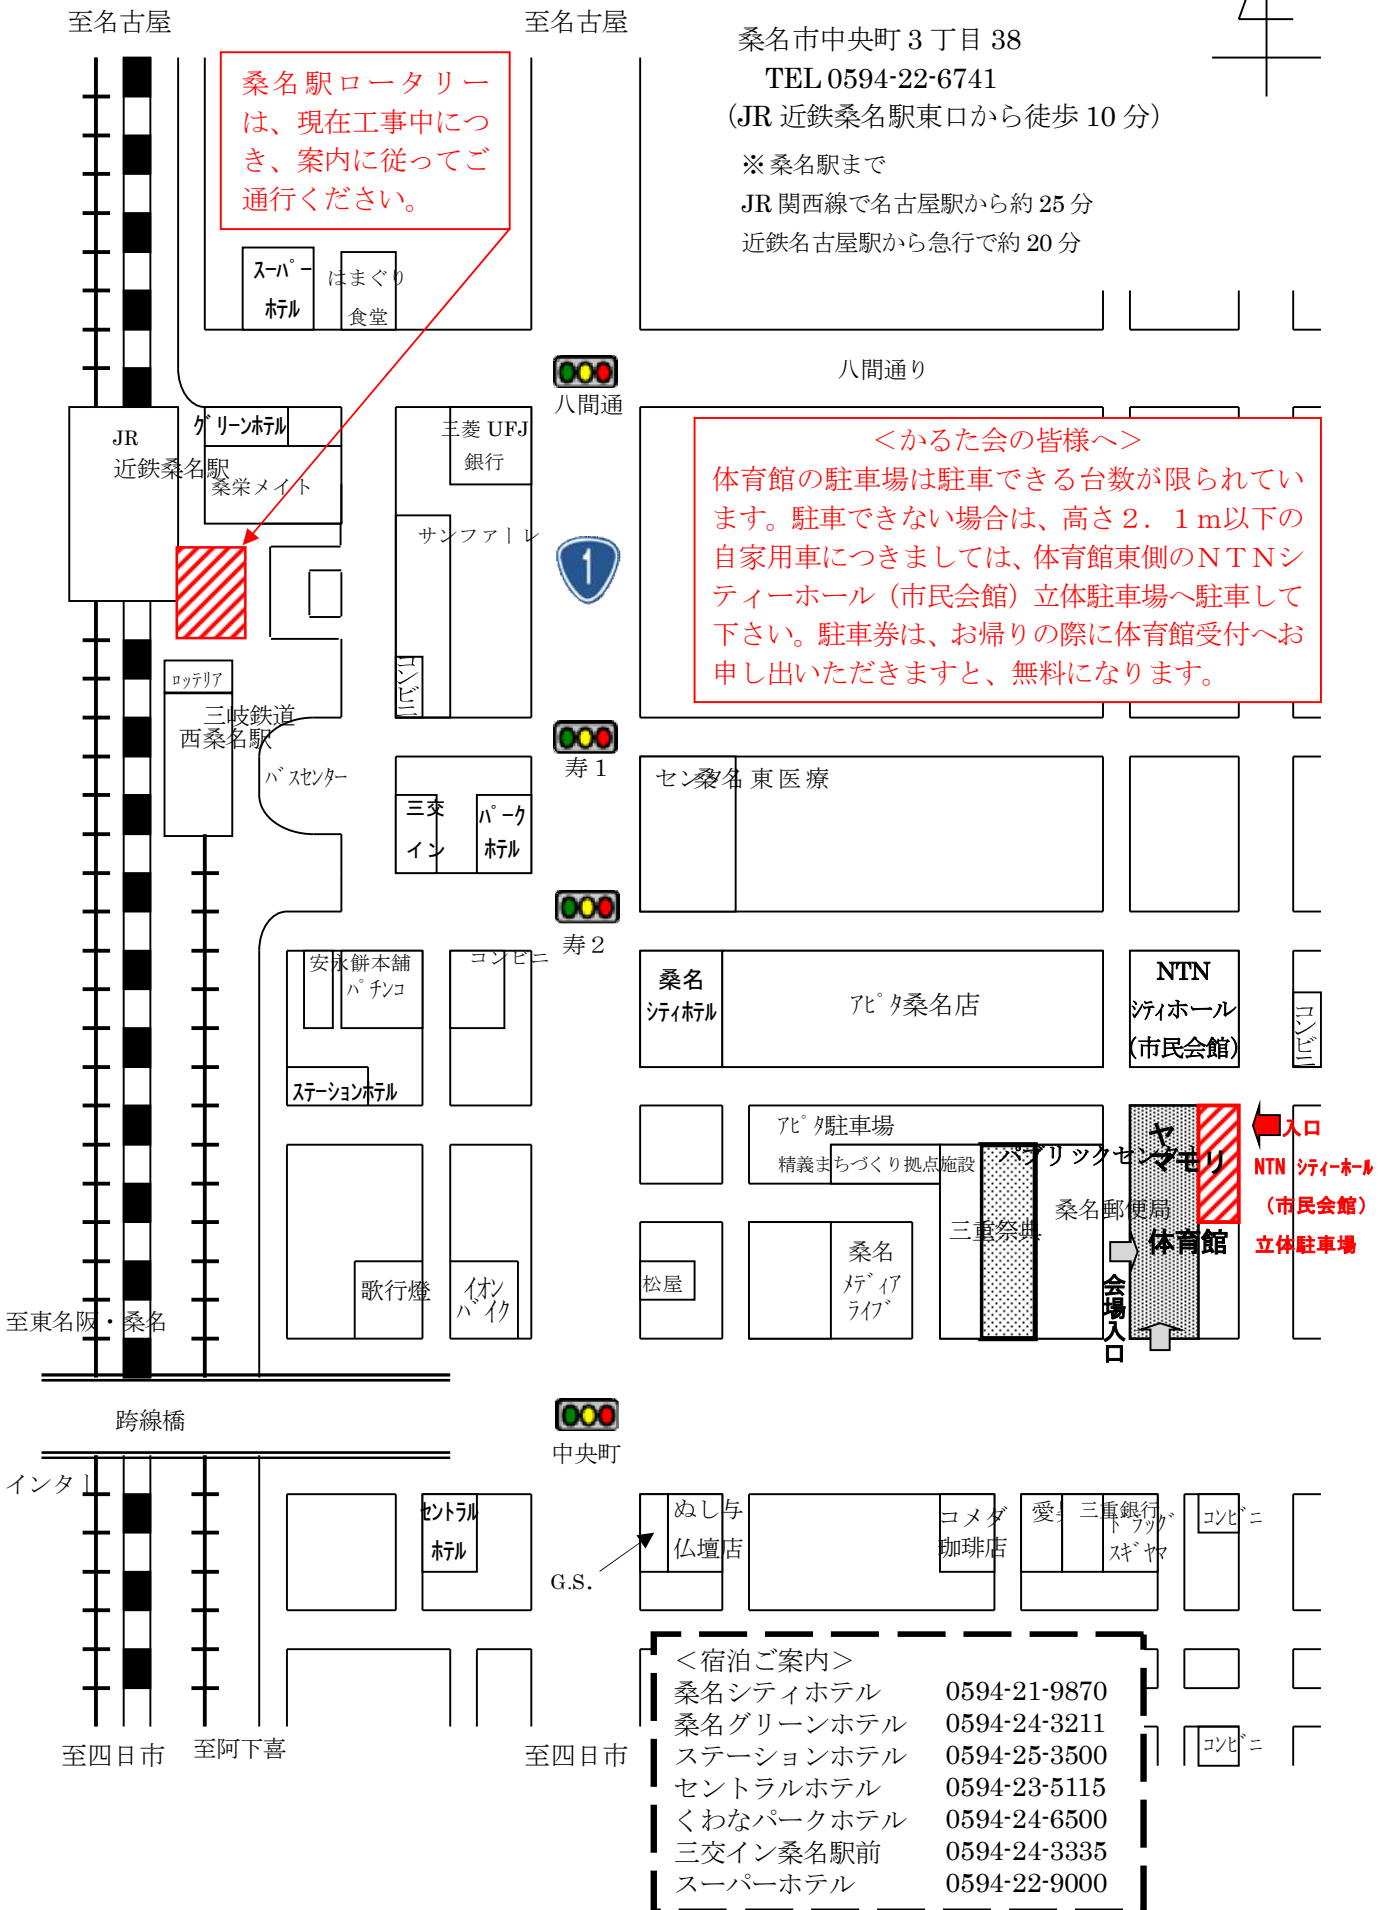 至名古屋
至名古屋
桑名市中央町 3 丁目 38
TEL 0594-22-6741
(JR 近鉄桑名駅東口から徒歩 10 分)
※ 桑名駅まで
JR 関西線で名古屋駅から約 25 分
近鉄名古屋駅から急行で約 20 分
桑名駅ロータリー
は、現在工事中につ
き、案内に従ってご
通行ください。
スーパー
ホテル
はまぐり
食堂
八間通り
八間通
JR
近鉄桑名駅
グリーンホテル
桑栄メイト
三菱 UFJ
銀行
サンファーレ
1
コンビニ
<かるた会の皆様へ>
体育館の駐車場は駐車できる台数が限られてい
ます。駐車できない場合は、高さ2.1m以下の
自家用車につきましては、体育館東側のNTNシ
ティーホール(市民会館)立体駐車場へ駐車して
下さい。駐車券は、お帰りの際に体育館受付へお
申し出いただきますと、無料になります。
ロッテリア
三岐鉄道
西桑名駅
バスセンター
寿1
三交
イン
パーク
ホテル
桑名東医療
センター
寿2
安永餅本舗
パチンコ
コンビニ
ステーションホテル
桑名
シティホテル
アピタ桑名店
NTN
シティホール
(市民会館)
コンビニ
アピタ駐車場
精義まちづくり拠点施設
パブリックセンター
三重祭典
桑名郵便局
ヤマモリ
体育館
入口
NTN シティーホール
(市民会館)
立体駐車場
会場入口
桑名
メディア
ライブ
松屋
歌行燈
イオン
バイク
至東名阪・桑名
インター
跨線橋
中央町
セントラル
ホテル
G.S.
ぬし与
仏壇店
コメダ
珈琲店
愛
三重銀行
ドラッグ
スギヤマ
コンビニ
コンビニ
至四日市
至阿下喜
至四日市
<宿泊ご案内>
桑名シティホテル 0594-21-9870
桑名グリーンホテル 0594-24-3211
ステーションホテル 0594-25-3500
セントラルホテル 0594-23-5115
くわなパークホテル 0594-24-6500
三交イン桑名駅前 0594-24-3335
スーパーホテル 0594-22-9000